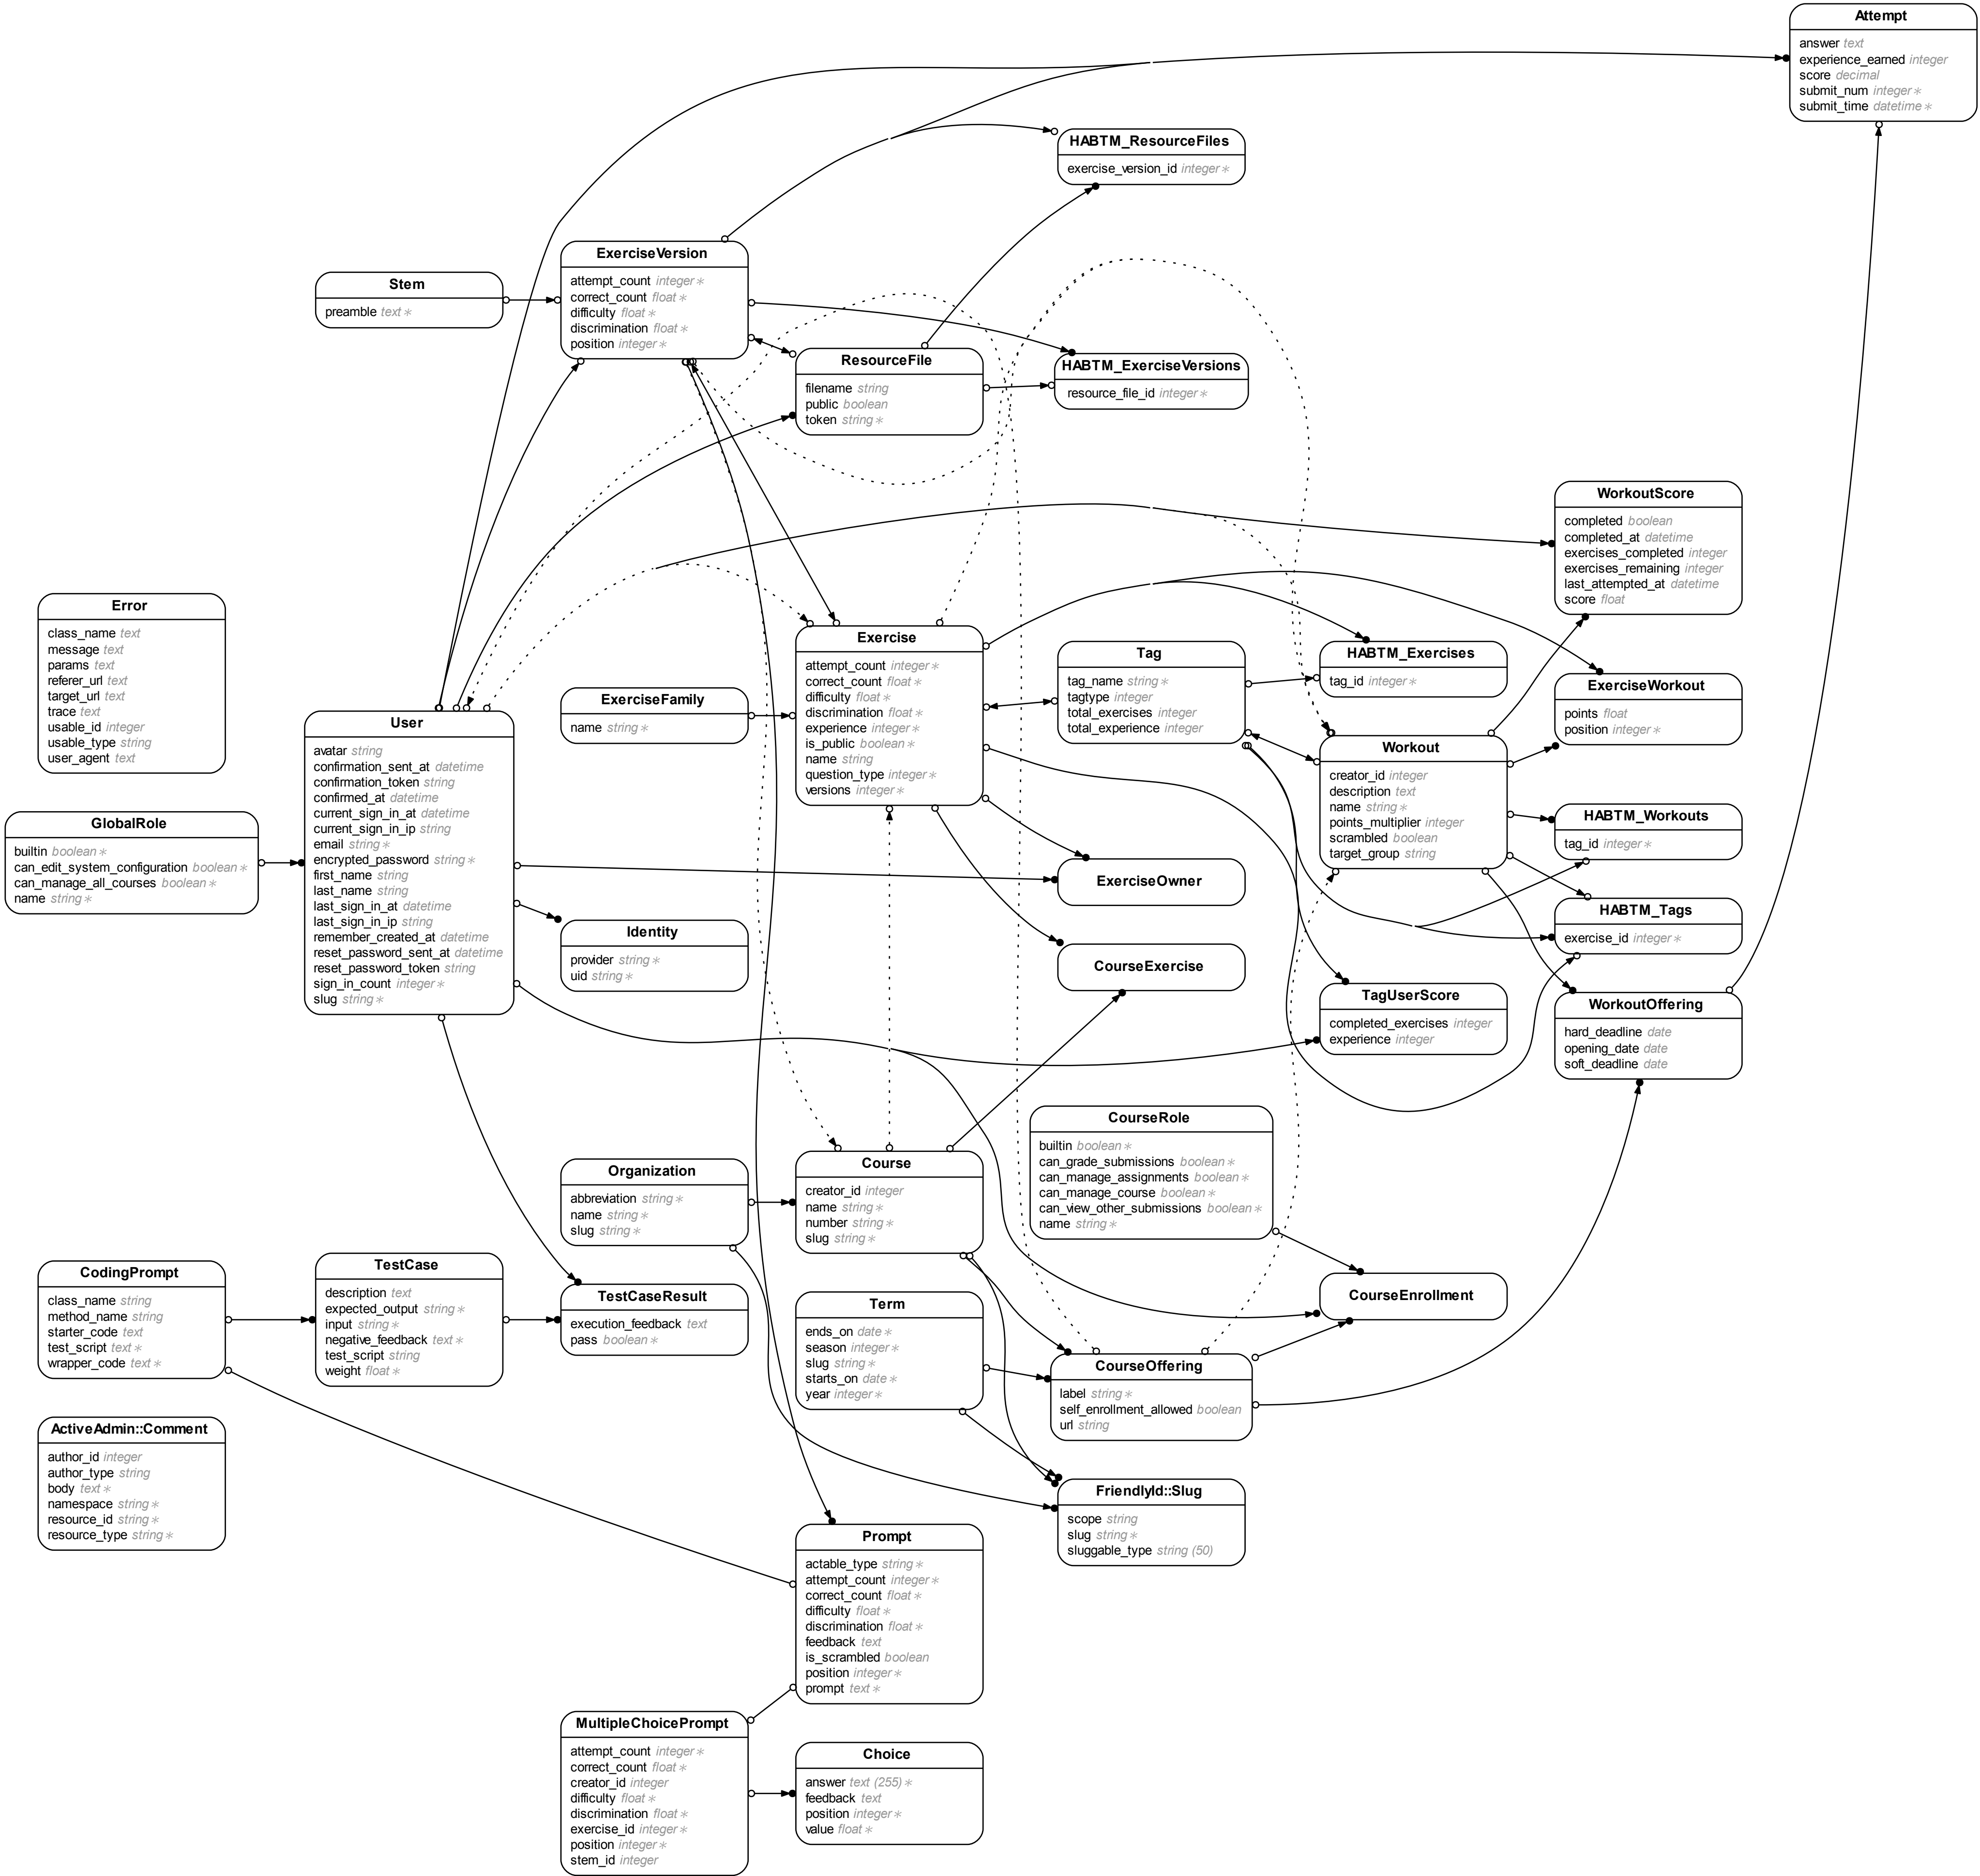 Attempt
answer text
experience_earned integer
score decimal
submit_num integer∗
submit_time datetime∗
HABTM_ResourceFiles
exercise_version_id integer∗
ExerciseVersion
attempt_count integer∗
correct_count float∗
difficulty float∗
discrimination float∗
position integer∗
Stem
preamble text∗
ResourceFile
filename string
public boolean
token string∗
HABTM_ExerciseVersions
resource_file_id integer∗
WorkoutScore
completed boolean
completed_at datetime
exercises_completed integer
exercises_remaining integer
last_attempted_at datetime
score float
Error
class_name text
message text
params text
referer_url text
target_url text
trace text
usable_id integer
usable_type string
user_agent text
Exercise
attempt_count integer∗
correct_count float∗
difficulty float∗
discrimination float∗
experience integer∗
is_public boolean∗
name string
question_type integer∗
versions integer∗
Tag
tag_name string∗
tagtype integer
total_exercises integer
total_experience integer
HABTM_Exercises
tag_id integer∗
ExerciseWorkout
points float
position integer∗
ExerciseFamily
name string∗
User
avatar string
confirmation_sent_at datetime
confirmation_token string
confirmed_at datetime
current_sign_in_at datetime
current_sign_in_ip string
email string∗
encrypted_password string∗
first_name string
last_name string
last_sign_in_at datetime
last_sign_in_ip string
remember_created_at datetime
reset_password_sent_at datetime
reset_password_token string
sign_in_count integer∗
slug string∗
Workout
creator_id integer
description text
name string∗
points_multiplier integer
scrambled boolean
target_group string
GlobalRole
builtin boolean∗
can_edit_system_configuration boolean∗
can_manage_all_courses boolean∗
name string∗
HABTM_Workouts
tag_id integer∗
ExerciseOwner
HABTM_Tags
exercise_id integer∗
Identity
provider string∗
uid string∗
CourseExercise
TagUserScore
completed_exercises integer
experience integer
WorkoutOffering
hard_deadline date
opening_date date
soft_deadline date
CourseRole
builtin boolean∗
can_grade_submissions boolean∗
can_manage_assignments boolean∗
can_manage_course boolean∗
can_view_other_submissions boolean∗
name string∗
Organization
abbreviation string∗
name string∗
slug string∗
Course
creator_id integer
name string∗
number string∗
slug string∗
CodingPrompt
class_name string
method_name string
starter_code text
test_script text∗
wrapper_code text∗
TestCase
description text
expected_output string∗
input string∗
negative_feedback text∗
test_script string
weight float∗
TestCaseResult
execution_feedback text
pass boolean∗
Term
ends_on date∗
season integer∗
slug string∗
starts_on date∗
year integer∗
CourseEnrollment
CourseOffering
label string∗
self_enrollment_allowed boolean
url string
ActiveAdmin::Comment
author_id integer
author_type string
body text∗
namespace string∗
resource_id string∗
resource_type string∗
FriendlyId::Slug
scope string
slug string∗
sluggable_type string (50)
Prompt
actable_type string∗
attempt_count integer∗
correct_count float∗
difficulty float∗
discrimination float∗
feedback text
is_scrambled boolean
position integer∗
prompt text∗
MultipleChoicePrompt
attempt_count integer∗
correct_count float∗
creator_id integer
difficulty float∗
discrimination float∗
exercise_id integer∗
position integer∗
stem_id integer
Choice
answer text (255)∗
feedback text
position integer∗
value float∗